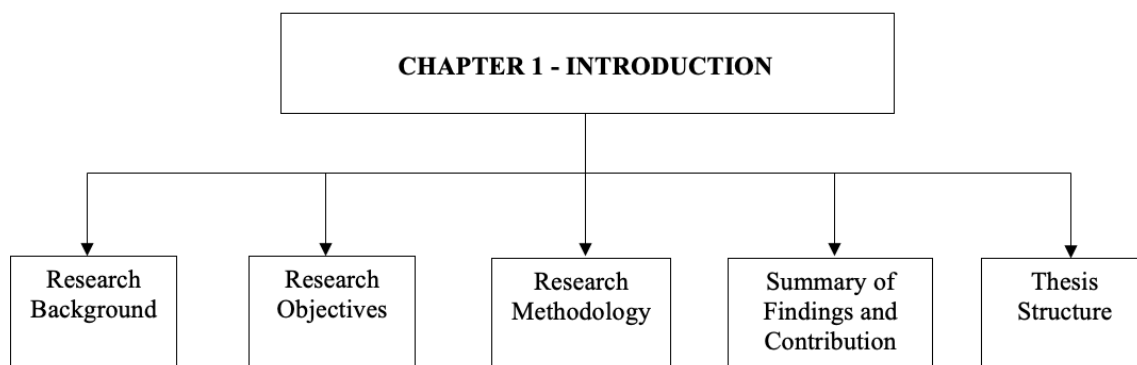 CHAPTER 1 - INTRODUCTION
Research
Background
Research
Objectives
Research
Methodology
Summary of
Findings and
Contribution
Thesis
Structure